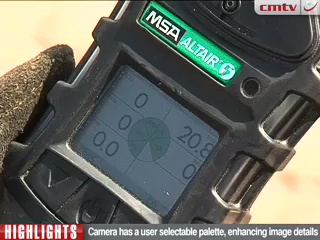 cmtv
MSA ALTAIR 5
0
0 20.8
0.0 0
HIGHLIGHTS Camera has a user selectable palette, enhancing image details